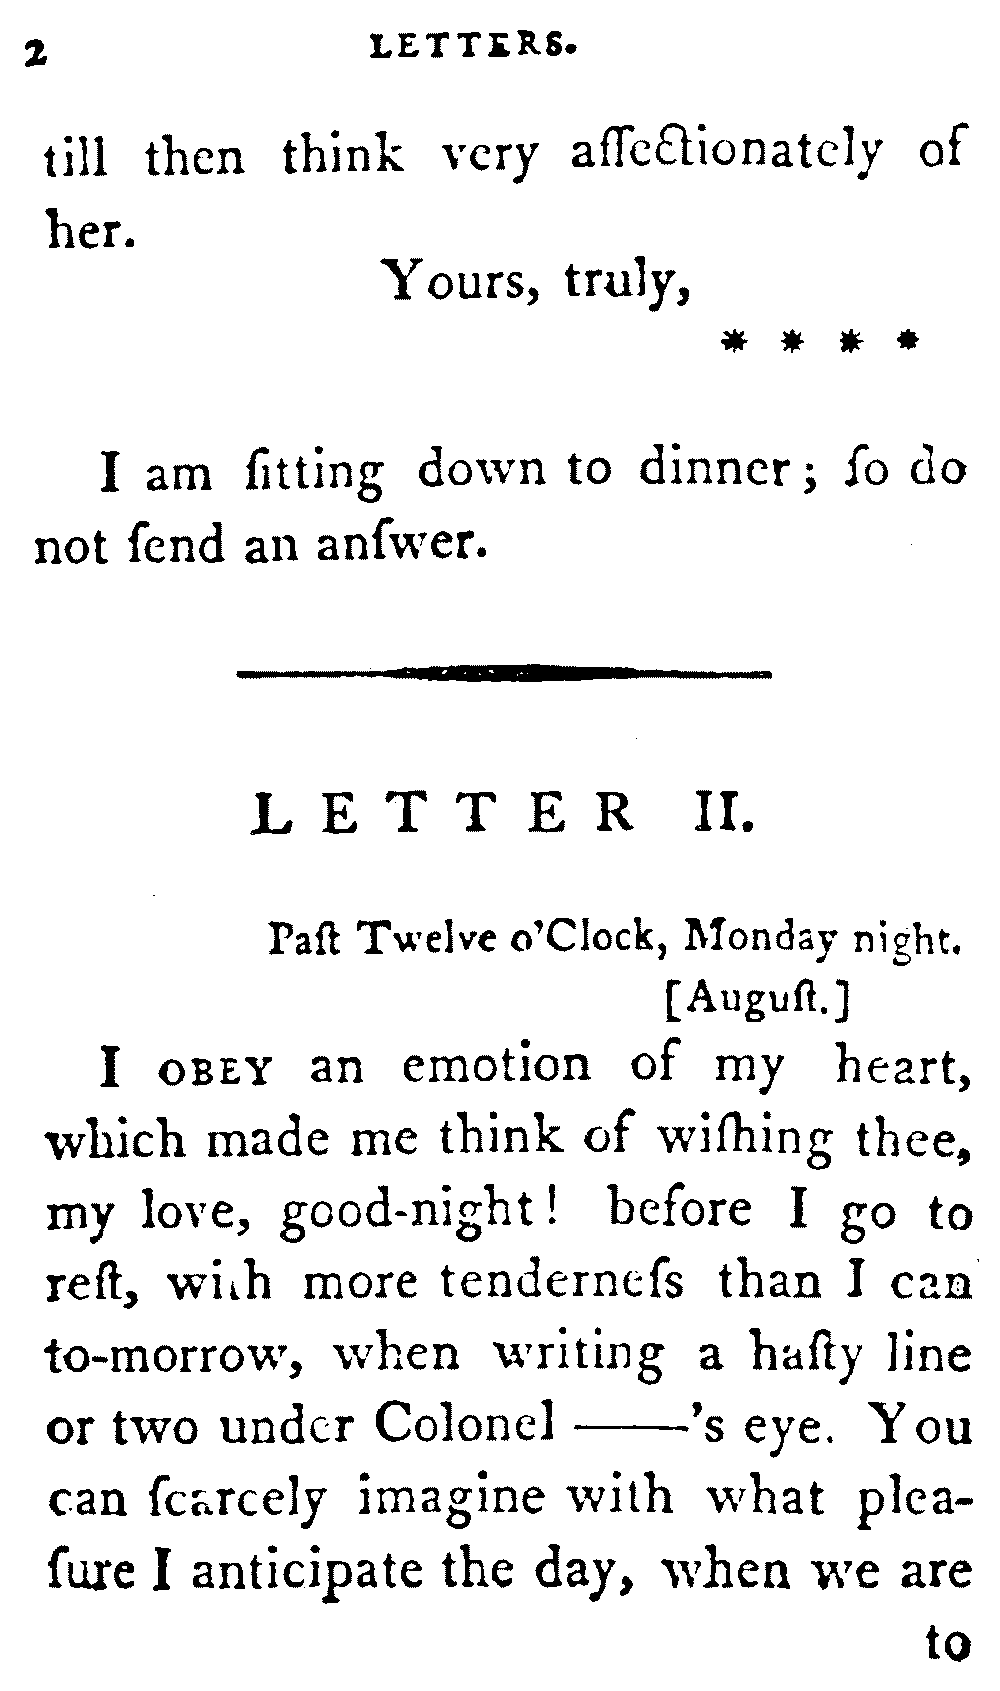 2 LETTERS.
till then think very affectionately of
her.
Yours, truly,
* * * *
I am ſitting down to dinner; ſo do
not ſend an anſwer.
LETTER II.
Paſt Twelve o'Clock, Monday night.
[Auguſt.]
I OBEY an emotion of my heart,
which made me think of wiſhing thee,
my love, good-night! before I go to
reſt, with more tenderneſs than I can
to-morrow, when writing a haſty line
or two under Colonel ——'s eye. You
can ſcarcely imagine with what plea-
ſure I anticipate the day, when we are
to